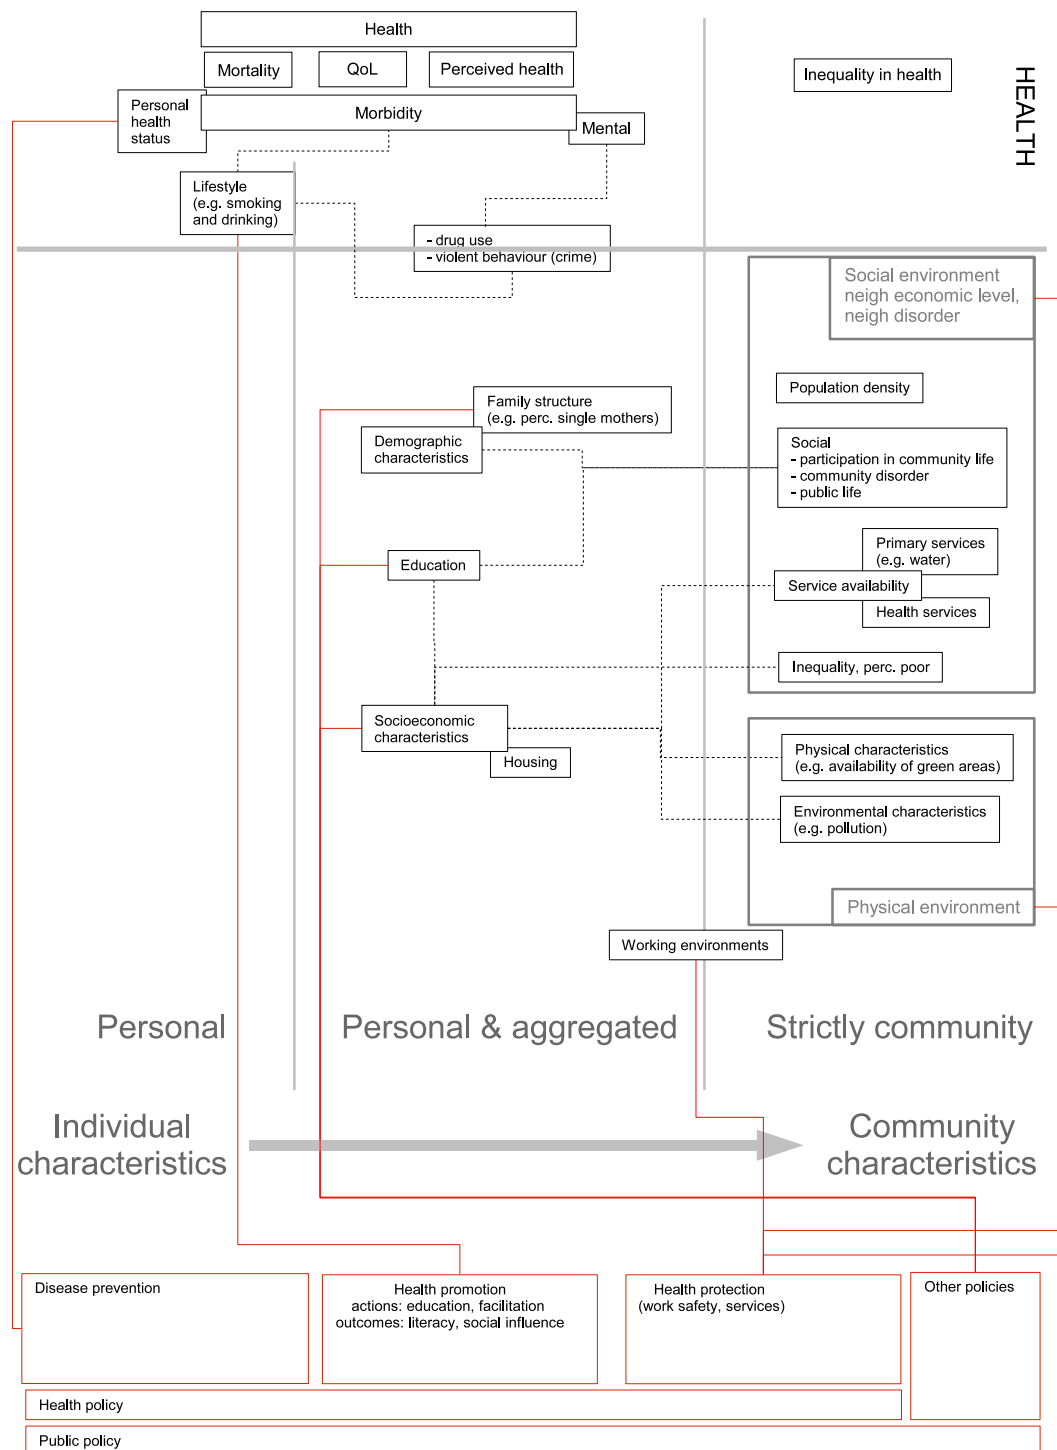 Health
Mortality
QoL
Perceived health
Inequality in health
HEALTH
Personal
health
status
Morbidity
Mental
Lifestyle
(e.g. smoking
and drinking)
- drug use
- violent behaviour (crime)
Social environment
neigh economic level,
neigh disorder
Population density
Family structure
(e.g. perc. single mothers)
Demographic
characteristics
Social
- participation in community life
- community disorder
- public life
Education
Primary services
(e.g. water)
Service availability
Health services
Inequality, perc. poor
Socioeconomic
characteristics
Housing
Physical characteristics
(e.g. availability of green areas)
Environmental characteristics
(e.g. pollution)
Physical environment
Working environments
Personal
Personal & aggregated
Strictly community
Individual
characteristics
Community
characteristics
Disease prevention
Health promotion
actions: education, facilitation
outcomes: literacy, social influence
Health protection
(work safety, services)
Other policies
Health policy
Public policy